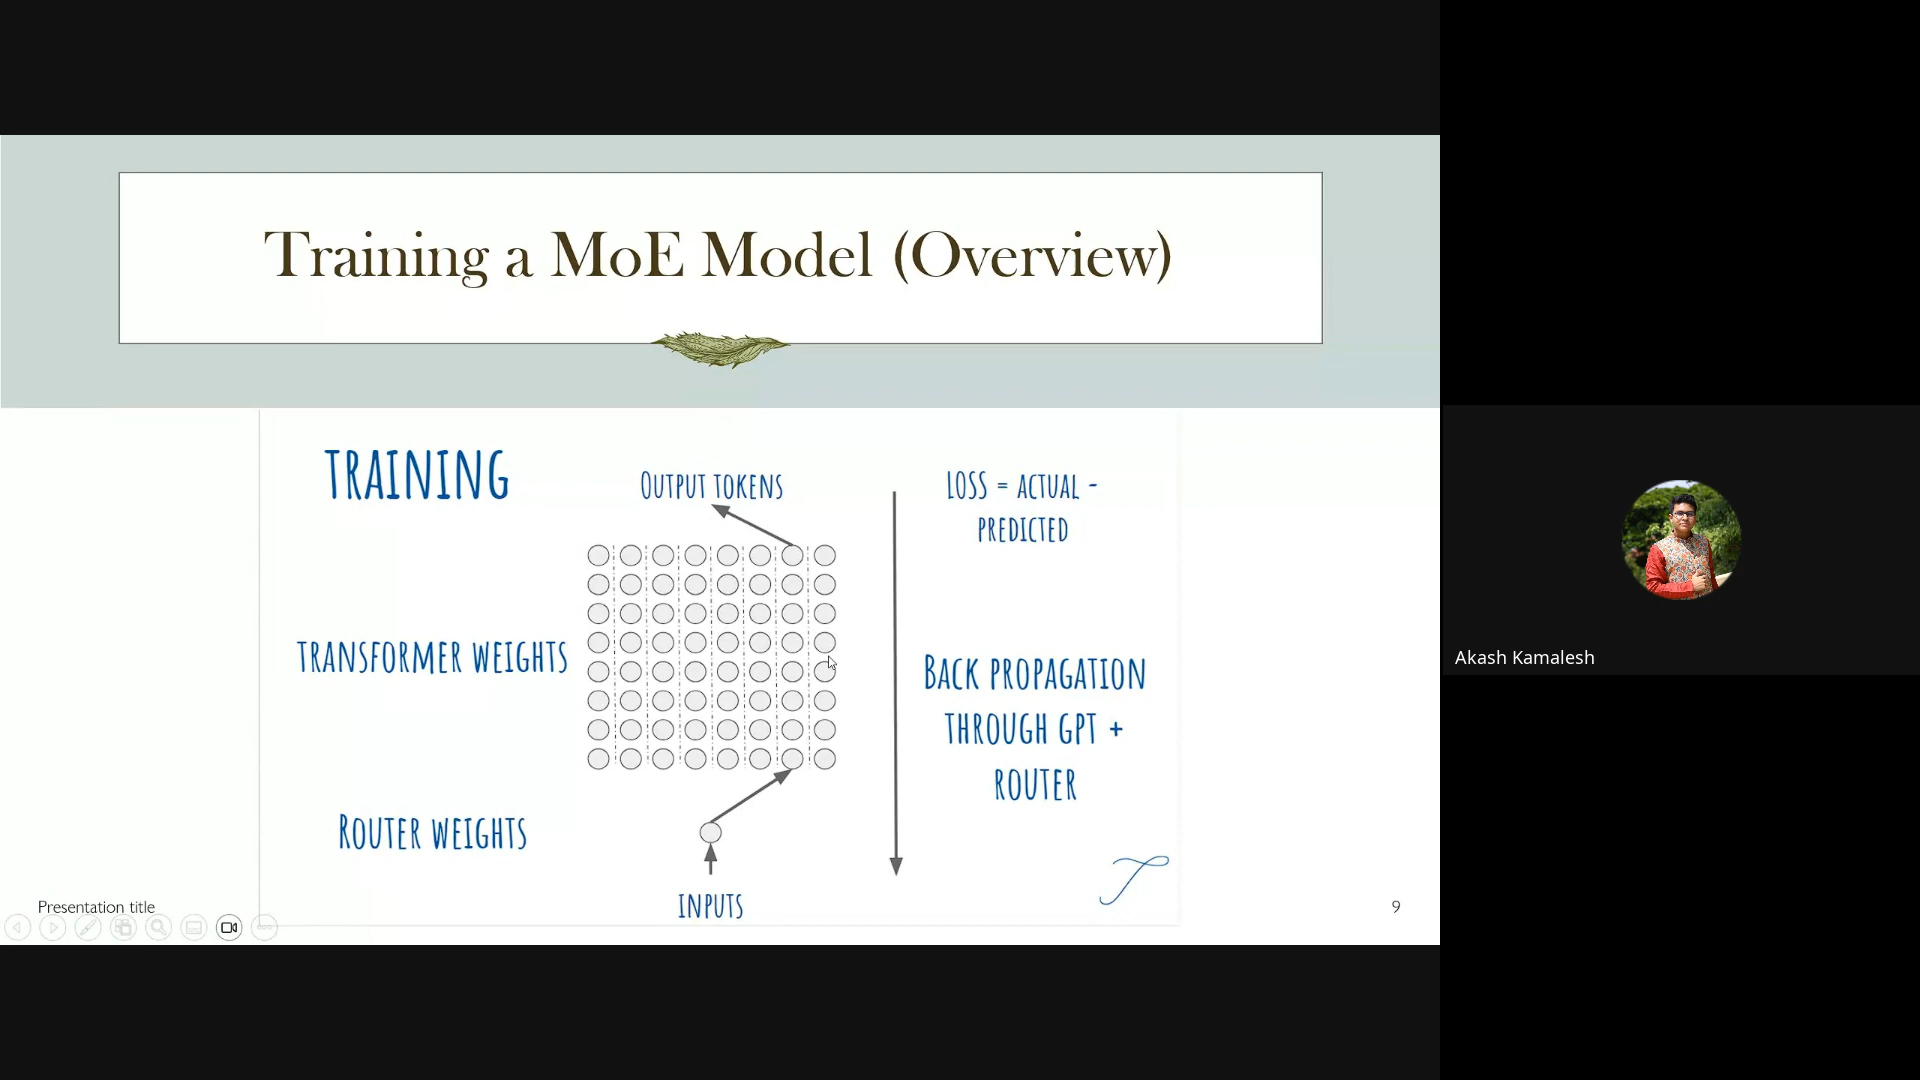 Training a MoE Model (Overview)
TRAINING
OUTPUT TOKENS
LOSS = ACTUAL -
PREDICTED
TRANSFORMER WEIGHTS
BACK PROPAGATION
THROUGH GPT +
ROUTER
ROUTER WEIGHTS
INPUTS
Presentation title
9
Akash Kamalesh